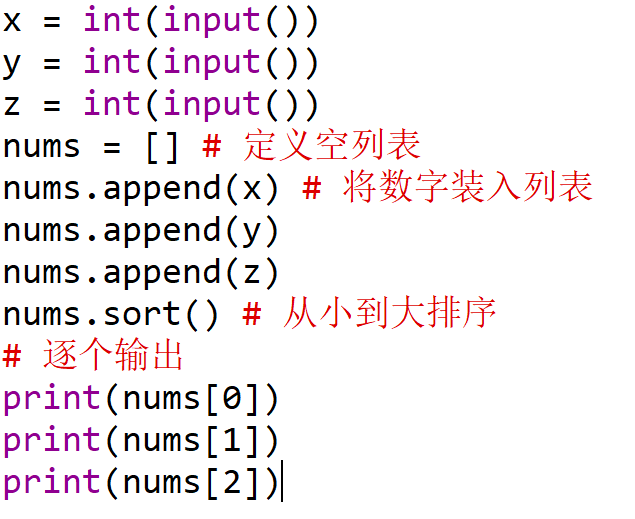 x = int(input())
y = int(input())
z = int(input())
nums = [] # 定义空列表
nums.append(x) # 将数字装入列表
nums.append(y)
nums.append(z)
nums.sort() # 从小到大排序
# 逐个输出
print(nums[0])
print(nums[1])
print(nums[2])